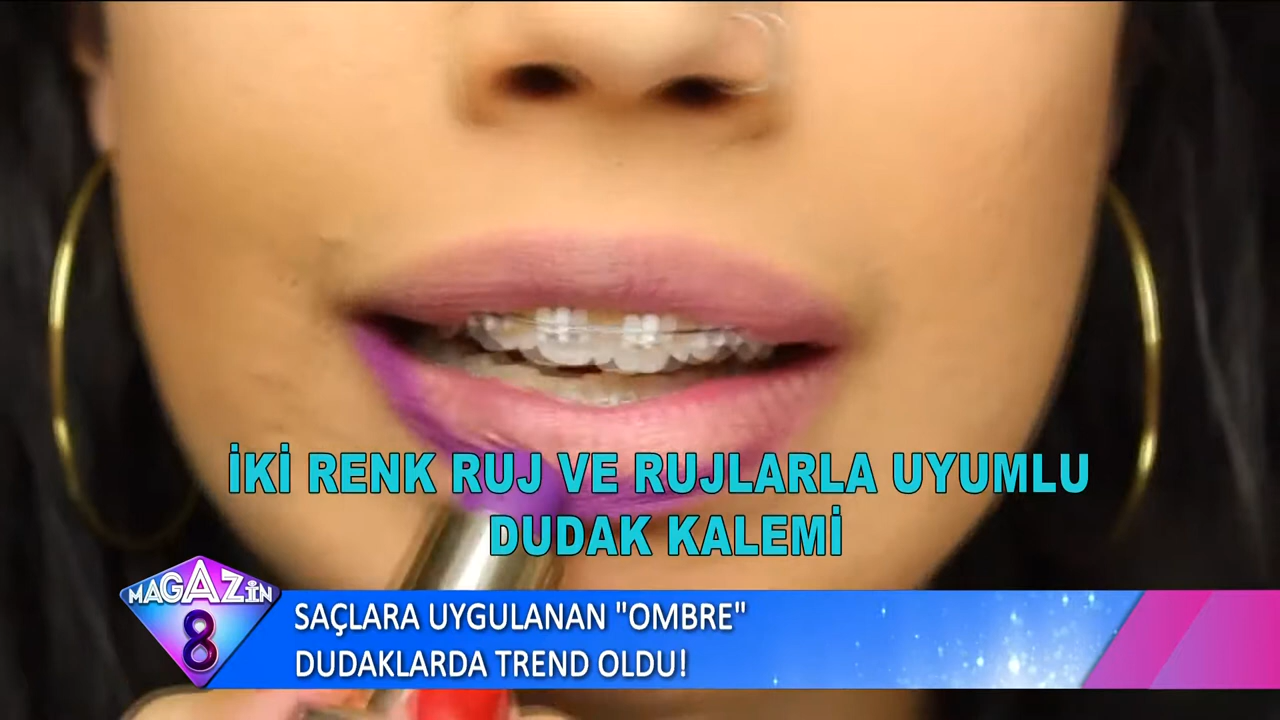 İKİ RENK RUJ VE RUJLARLA UYUMLU
DUDAK KALEMİ
MAGAZİN
8
SAÇLARA UYGULANAN "OMBRE"
DUDAKLARDA TREND OLDU!